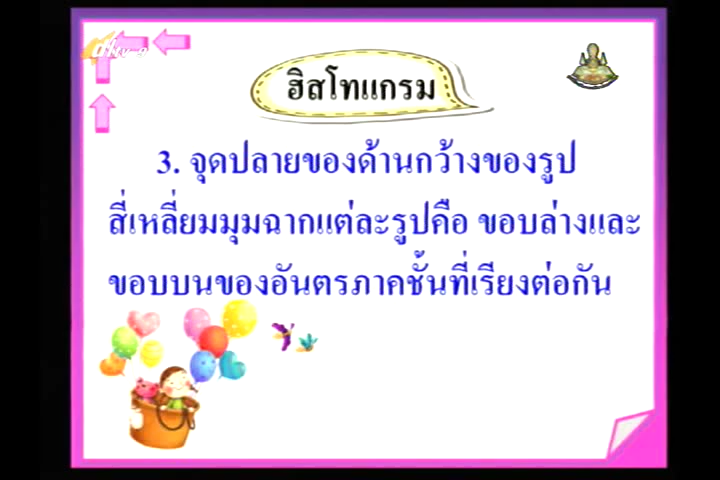 ฮิสโทแกรม
3. จุดปลายของด้านกว้างของรูป
สี่เหลี่ยมมุมฉากแต่ละรูปคือ ขอบล่างและ
ขอบบนของอันตรภาคชั้นที่เรียงต่อกัน